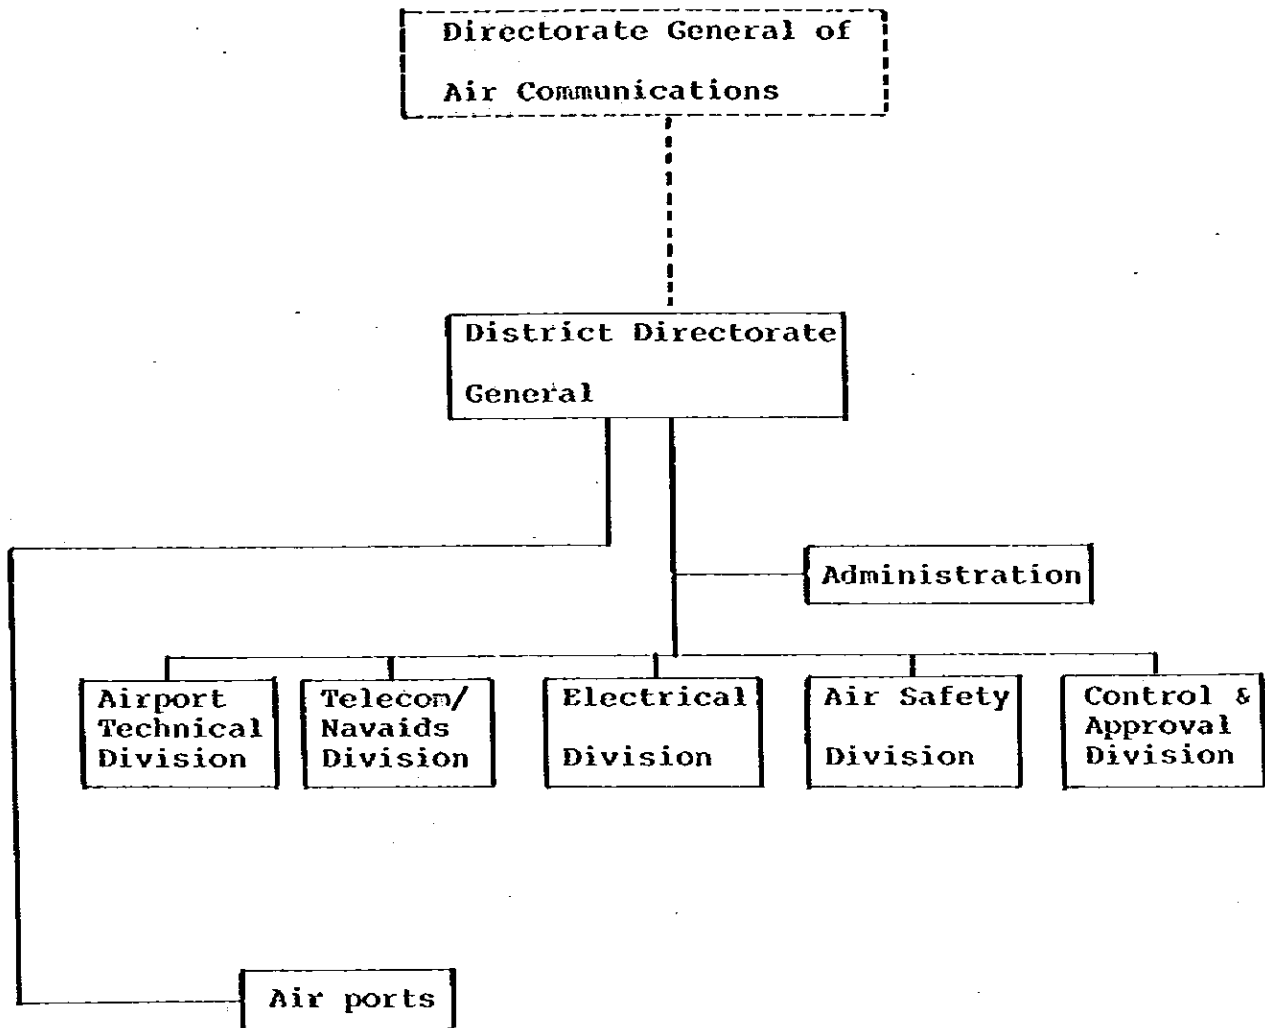 Directorate General of
Air Communications
District Directorate
General
Administration
Airport
Technical
Division
Telecom/
Navaids
Division
Electrical
Division
Air Safety
Division
Control &
Approval
Division
Air ports